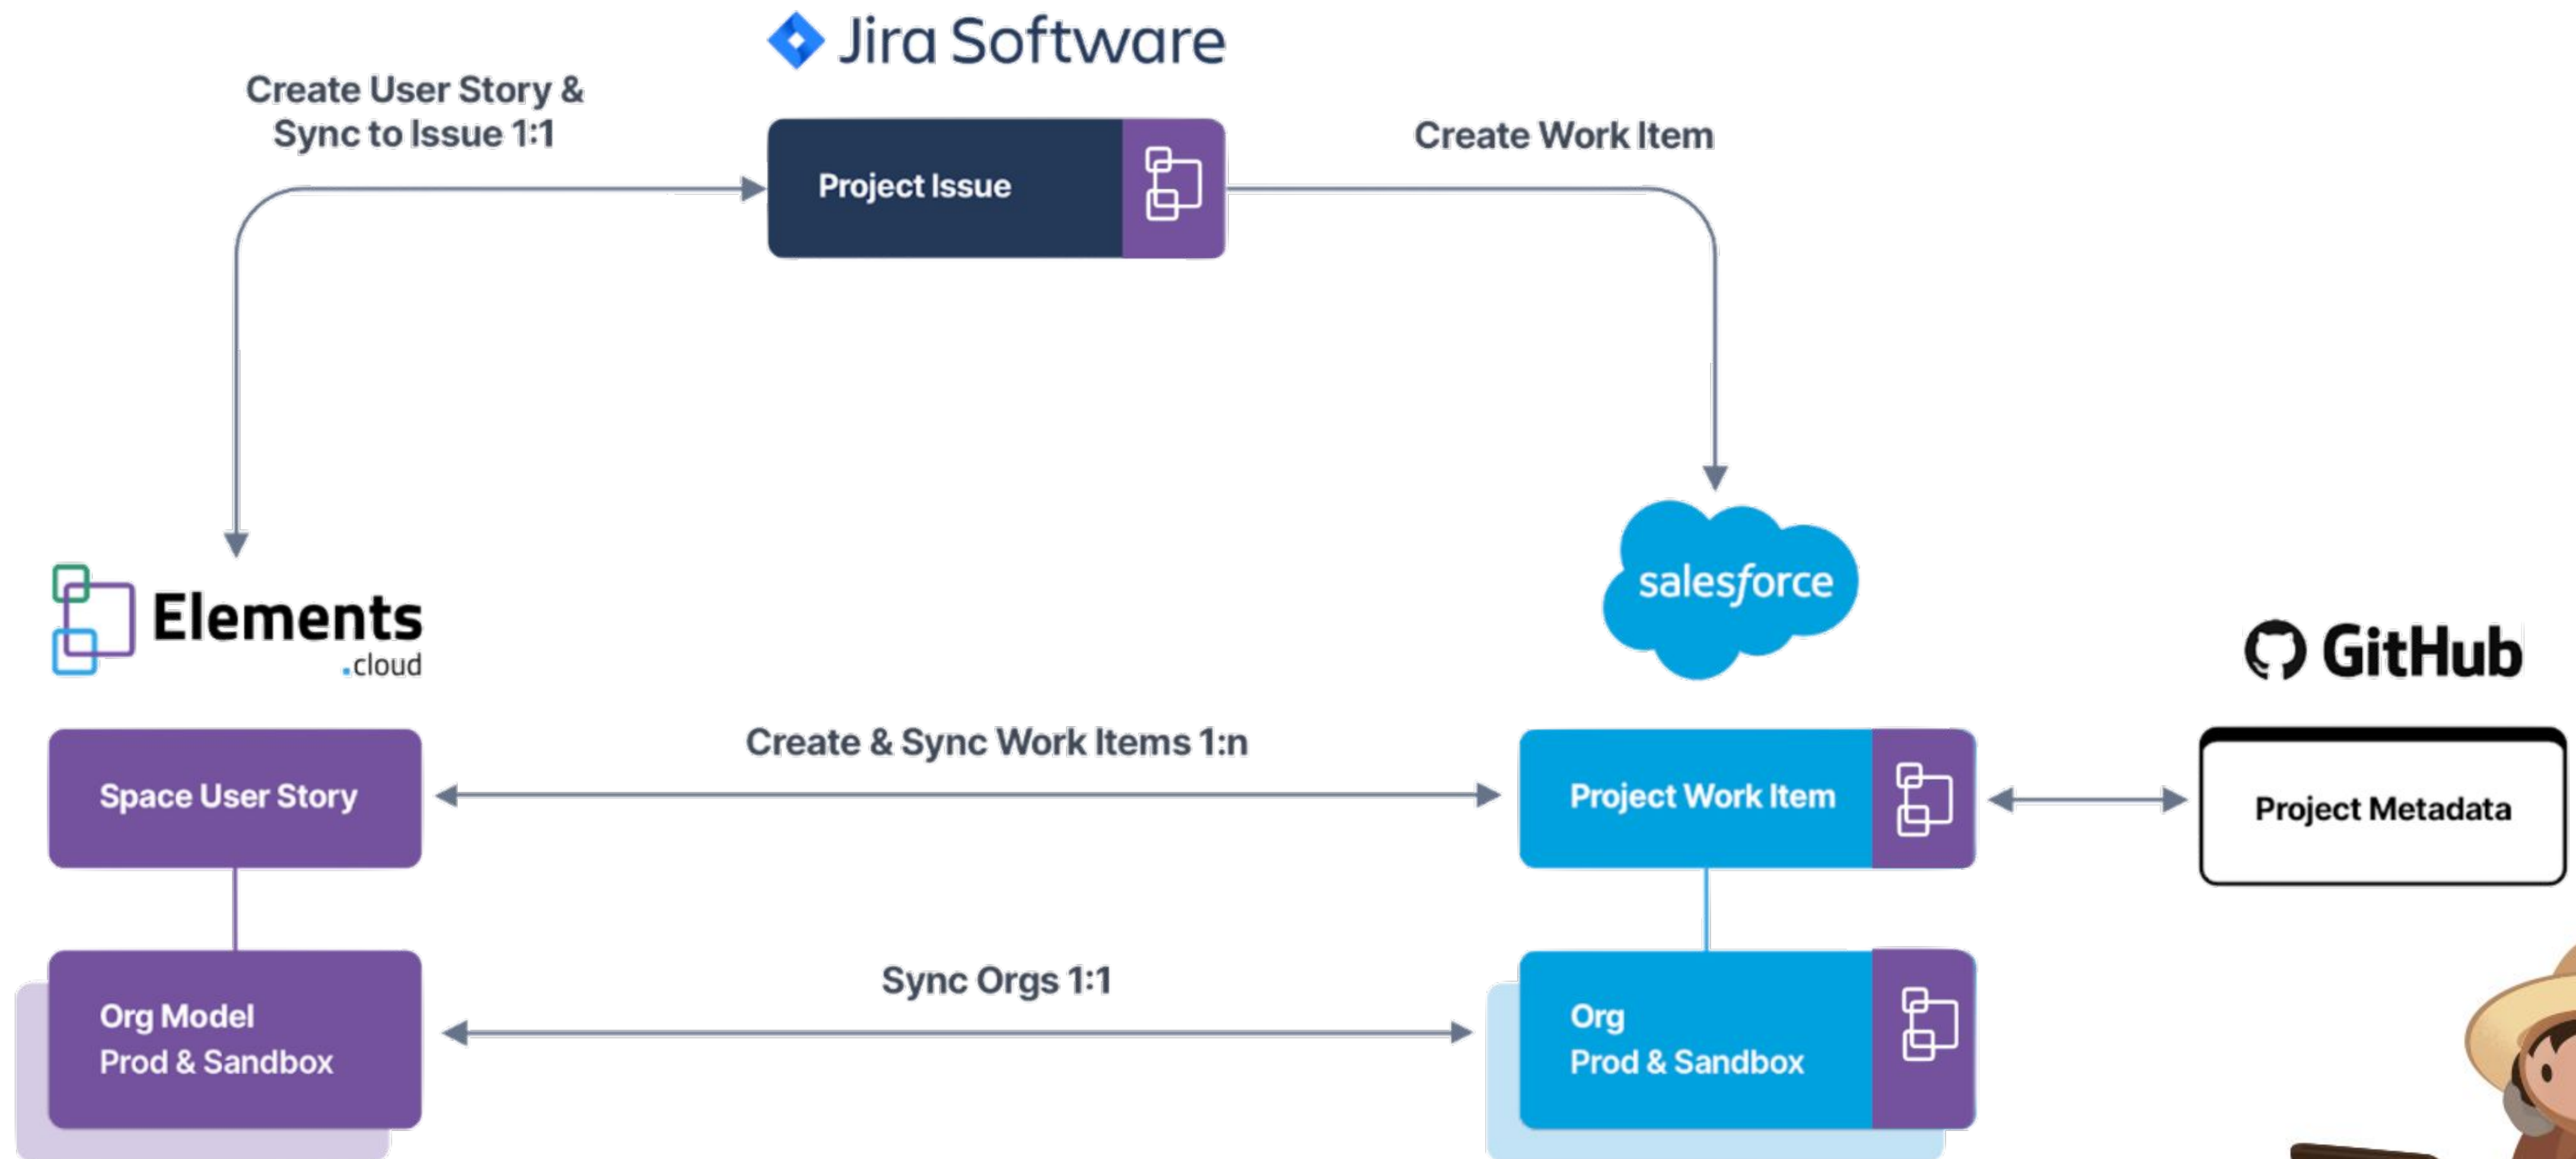 Jira Software
Create User Story &
Sync to Issue 1:1
Project Issue
Create Work Item
Elements
.cloud
salesforce
GitHub
Space User Story
Create & Sync Work Items 1:n
Project Work Item
Project Metadata
Org Model
Prod & Sandbox
Sync Orgs 1:1
Org
Prod & Sandbox